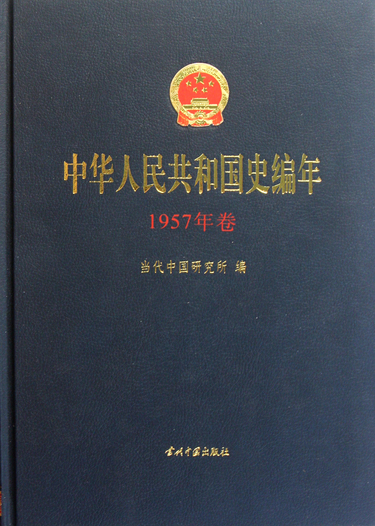 中华人民共和国史编年
1957年卷
当代中国研究所 编
当代中国出版社